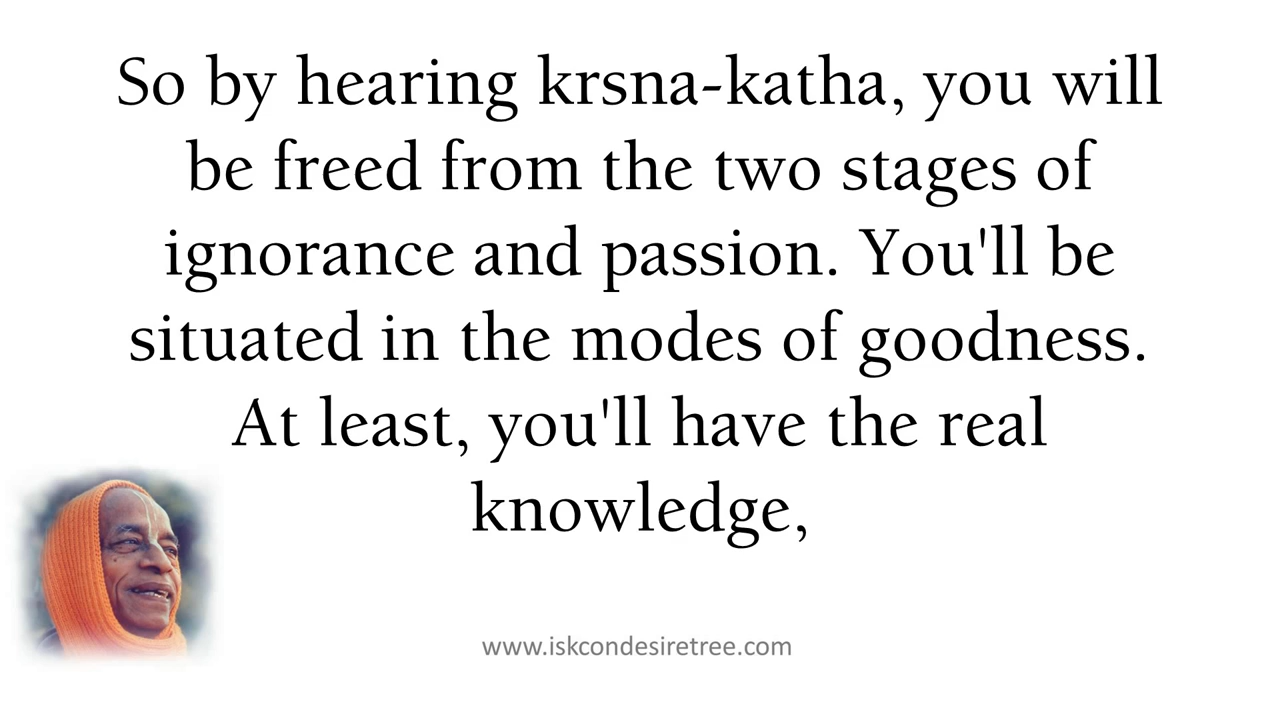 So by hearing krsna-katha, you will
be freed from the two stages of
ignorance and passion. You'll be
situated in the modes of goodness.
At least, you'll have the real
knowledge,
www.iskcondesiretree.com